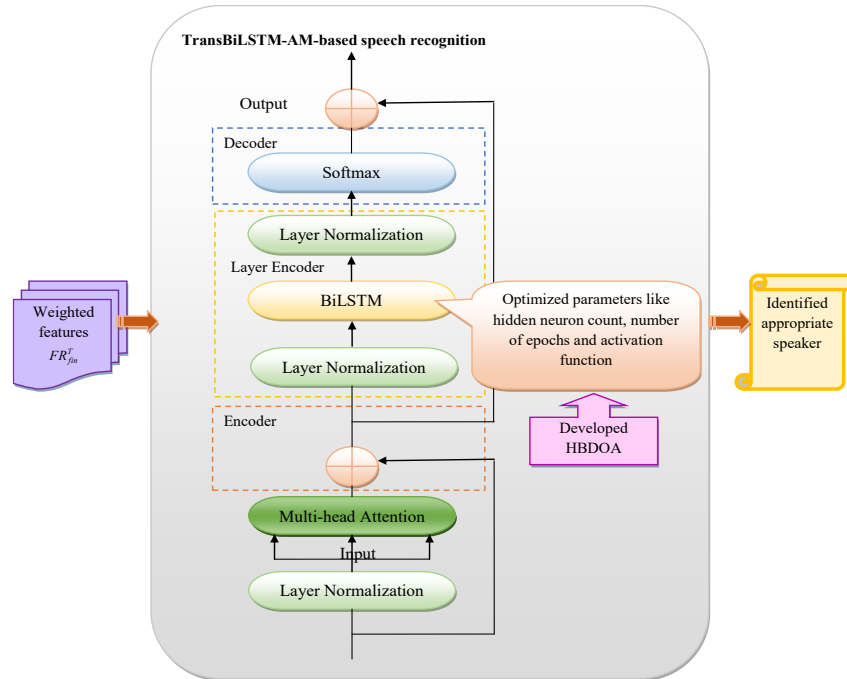 TransBiLSTM-AM-based speech recognition
Output
Decoder
Softmax
Layer Normalization
Layer Encoder
BiLSTM
Layer Normalization
Encoder
Multi-head Attention
Input
Layer Normalization
Weighted
features
FR^T_fin
Optimized parameters like
hidden neuron count, number
of epochs and activation
function
Developed
HBDOA
Identified
appropriate
speaker